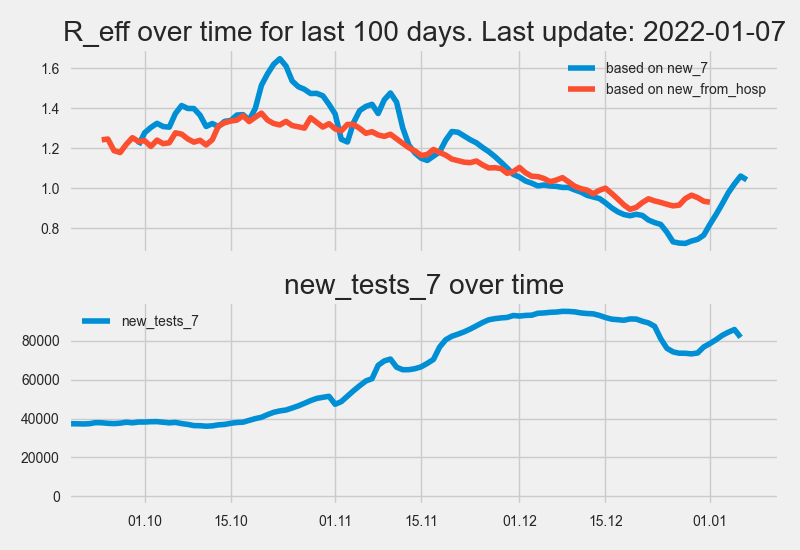 R_eff over time for last 100 days. Last update: 2022-01-07
based on new_7
based on new_from_hosp
1.6
1.4
1.2
1.0
0.8
new_tests_7 over time
new_tests_7
80000
60000
40000
20000
0
01.10 15.10 01.11 15.11 01.12 15.12 01.01